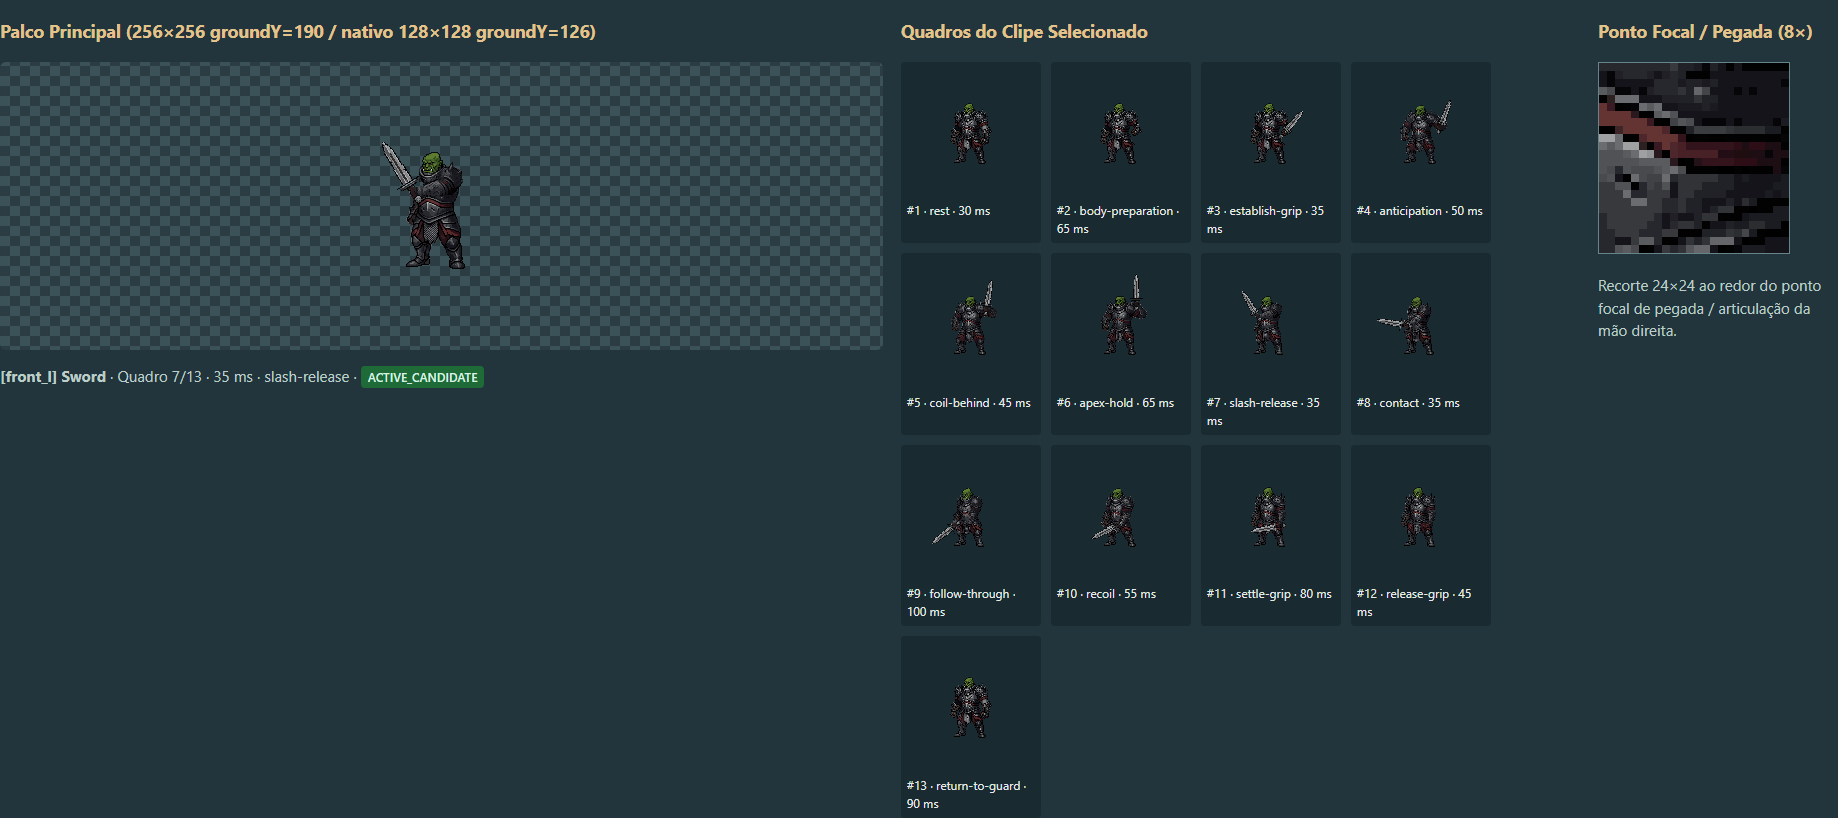 Palco Principal (256×256 groundY=190 / nativo 128×128 groundY=126)
[front_l] Sword · Quadro 7/13 · 35 ms · slash-release · ACTIVE_CANDIDATE
Quadros do Clipe Selecionado
#1 · rest · 30 ms
#2 · body-preparation ·
65 ms
#3 · establish-grip · 35
ms
#4 · anticipation · 50 ms
#5 · coil-behind · 45 ms
#6 · apex-hold · 65 ms
#7 · slash-release · 35
ms
#8 · contact · 35 ms
#9 · follow-through ·
100 ms
#10 · recoil · 55 ms
#11 · settle-grip · 80 ms
#12 · release-grip · 45
ms
#13 · return-to-guard ·
90 ms
Ponto Focal / Pegada (8×)
Recorte 24×24 ao redor do ponto
focal de pegada / articulação da
mão direita.